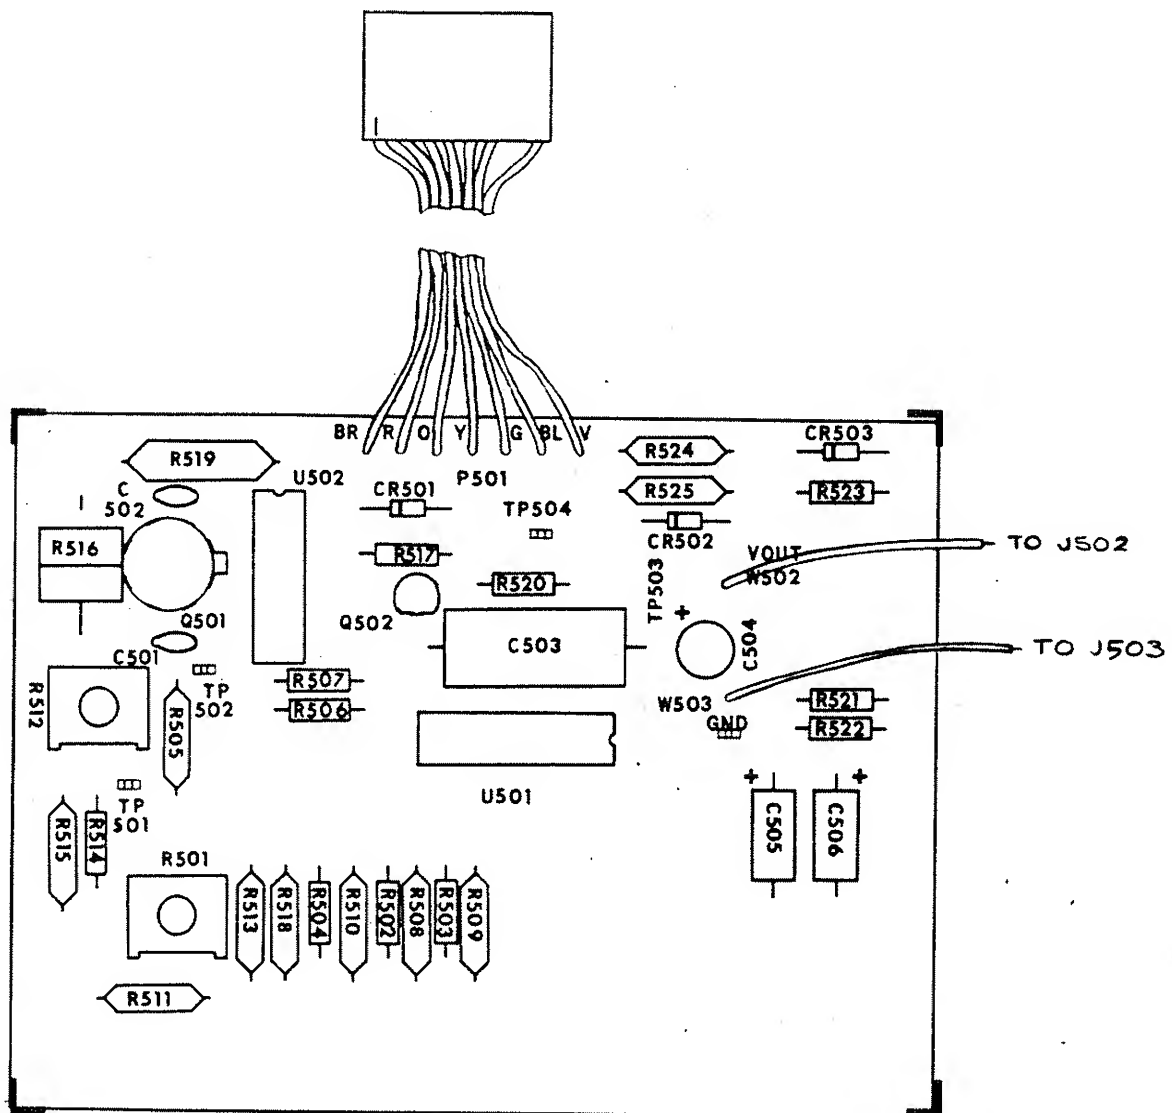 BR R O Y G BL V
P501
R519
U502
CR501
TP504
R524
R525
CR502
CR503
R523
C
502
R516
Q501
C501
R517
Q502
R520
C503
TP503
VOUT
W502
TO J502
+
C504
TO J503
W503
GND
R512
TP
502
R505
R507
R506
U501
R521
R522
+
C505
+
C506
TP
501
R515
R514
R501
R513
R518
R504
R510
R502
R508
R503
R509
R511